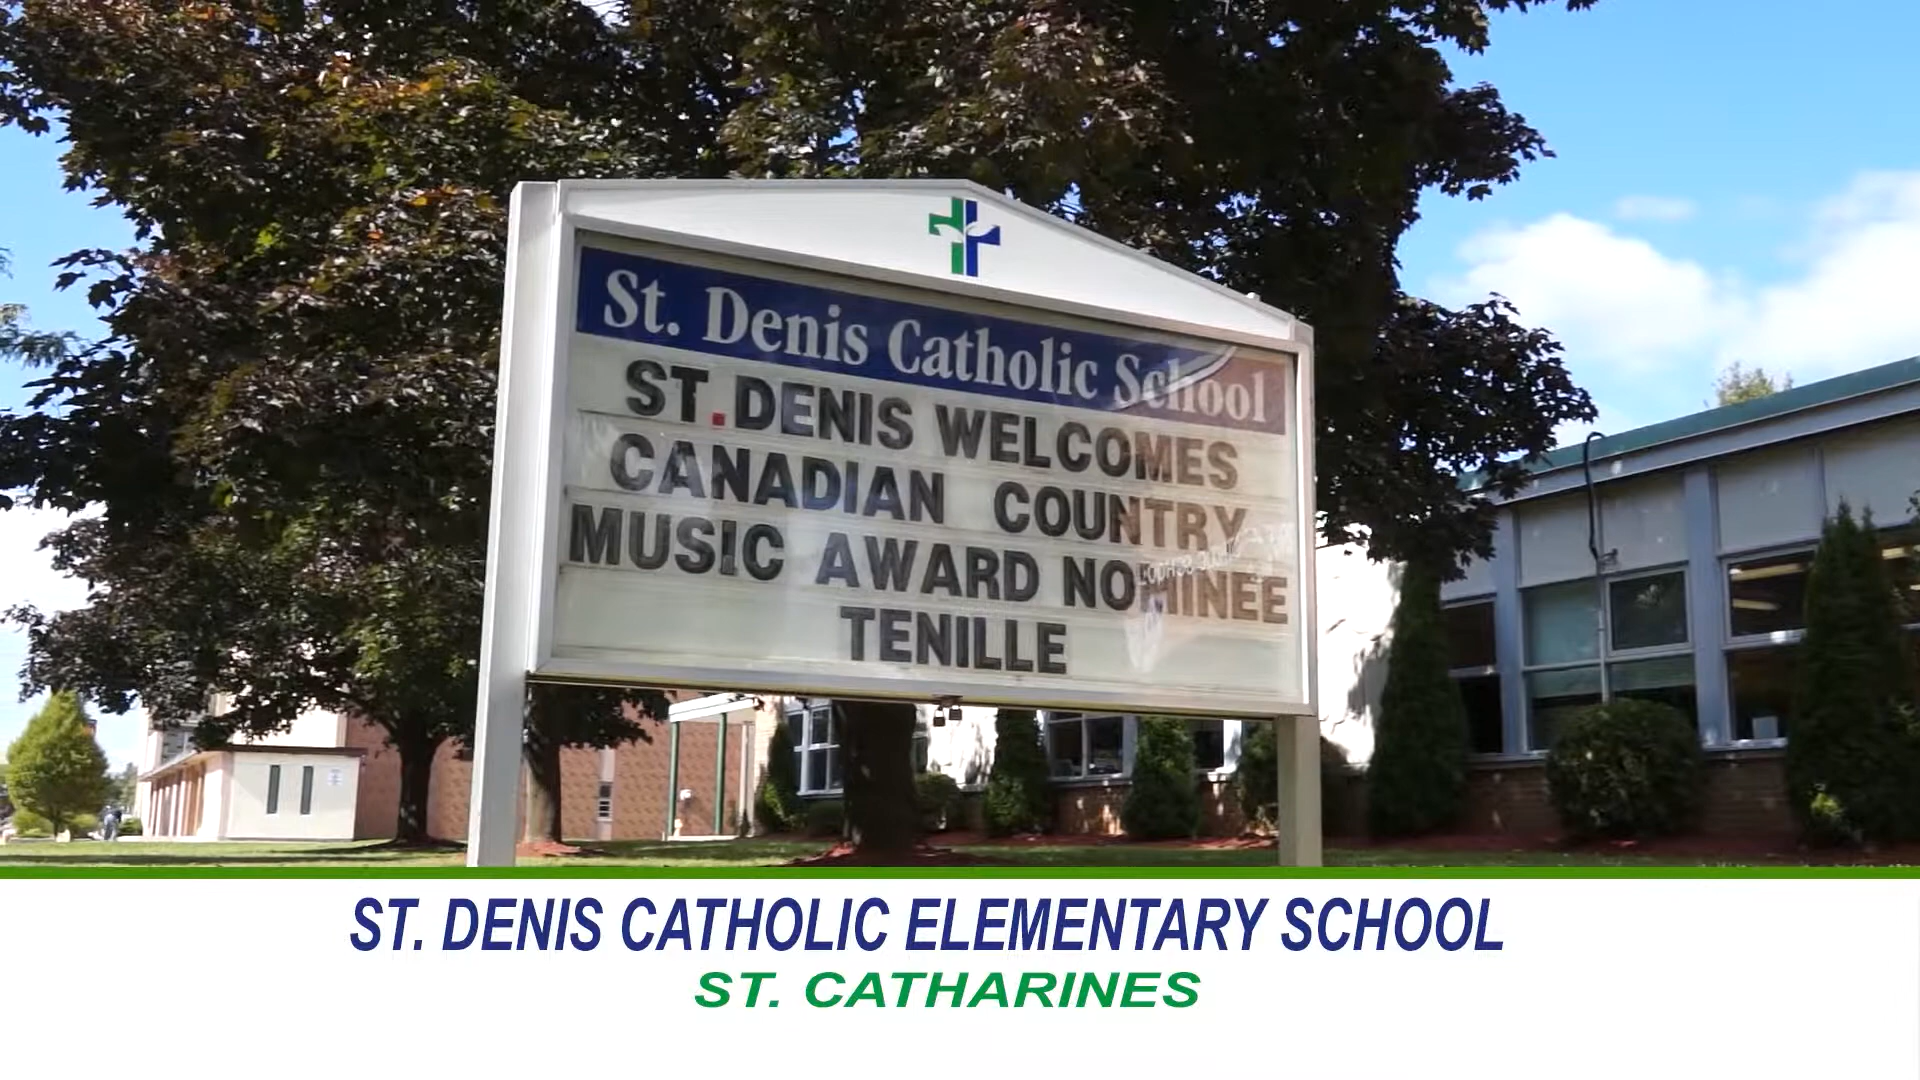 St. Denis Catholic School
ST. DENIS WELCOMES
CANADIAN COUNTRY
MUSIC AWARD NOMINEE
TENILLE
ST. DENIS CATHOLIC ELEMENTARY SCHOOL
ST. CATHARINES